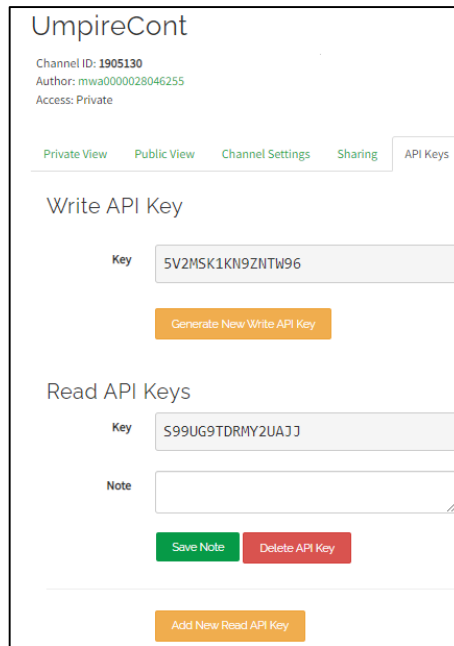 UmpireCont
Channel ID: 1905130
Author: mwa0000028046255
Access: Private
Private View Public View Channel Settings Sharing API Keys
Write API Key
Key 5V2MSK1KN9ZNTW96
Generate New Write API Key
Read API Keys
Key S99UG9TDRMY2UAJJ
Note
Save Note Delete API Key
Add New Read API Key